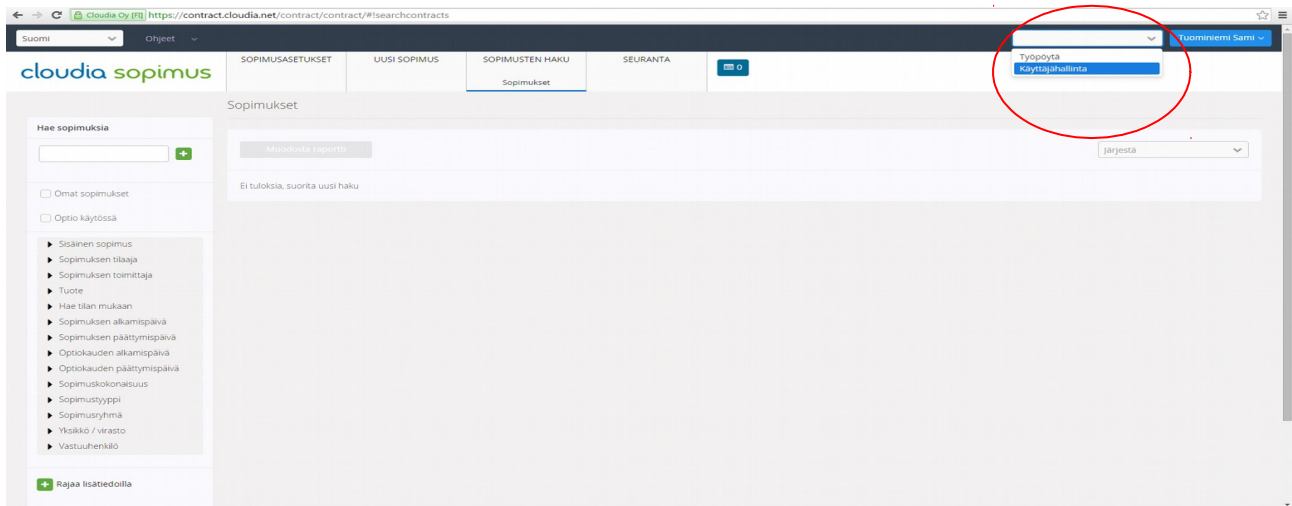 Cloudia Oy [FI] https://contract.cloudia.net/contract/contract/#!searchcontracts
Suomi Ohjeet Tuominiemi Sami
cloudia sopimus
SOPIMUSASETUKSET UUSI SOPIMUS SOPIMUSTEN HAKU SEURANTA 0
Sopimukset
Työpöytä
Käyttäjähallinta
Sopimukset
Hae sopimuksia
Muodosta raportti
Järjestä
Ei tuloksia, suorita uusi haku
Omat sopimukset
Optio käytössä
Sisäinen sopimus
Sopimuksen tilaaja
Sopimuksen toimittaja
Tuote
Hae tilan mukaan
Sopimuksen alkamispäivä
Sopimuksen päättymispäivä
Optiokauden alkamispäivä
Optiokauden päättymispäivä
Sopimuskokonaisuus
Sopimustyyppi
Sopimusryhmä
Yksikkö / virasto
Vastuuhenkilö
Rajaa lisätiedoilla